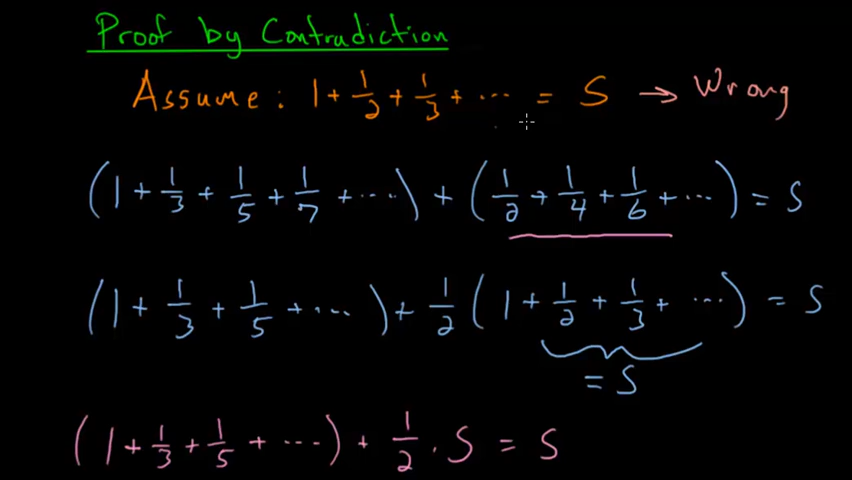 Proof by Contradiction
Assume: 1 + 1/2 + 1/3 + ... = S → Wrong
(1 + 1/3 + 1/5 + 1/7 + ...) + (1/2 + 1/4 + 1/6 + ...) = S
(1 + 1/3 + 1/5 + ...) + 1/2 (1 + 1/2 + 1/3 + ...) = S
= S
(1 + 1/3 + 1/5 + ...) + 1/2 . S = S